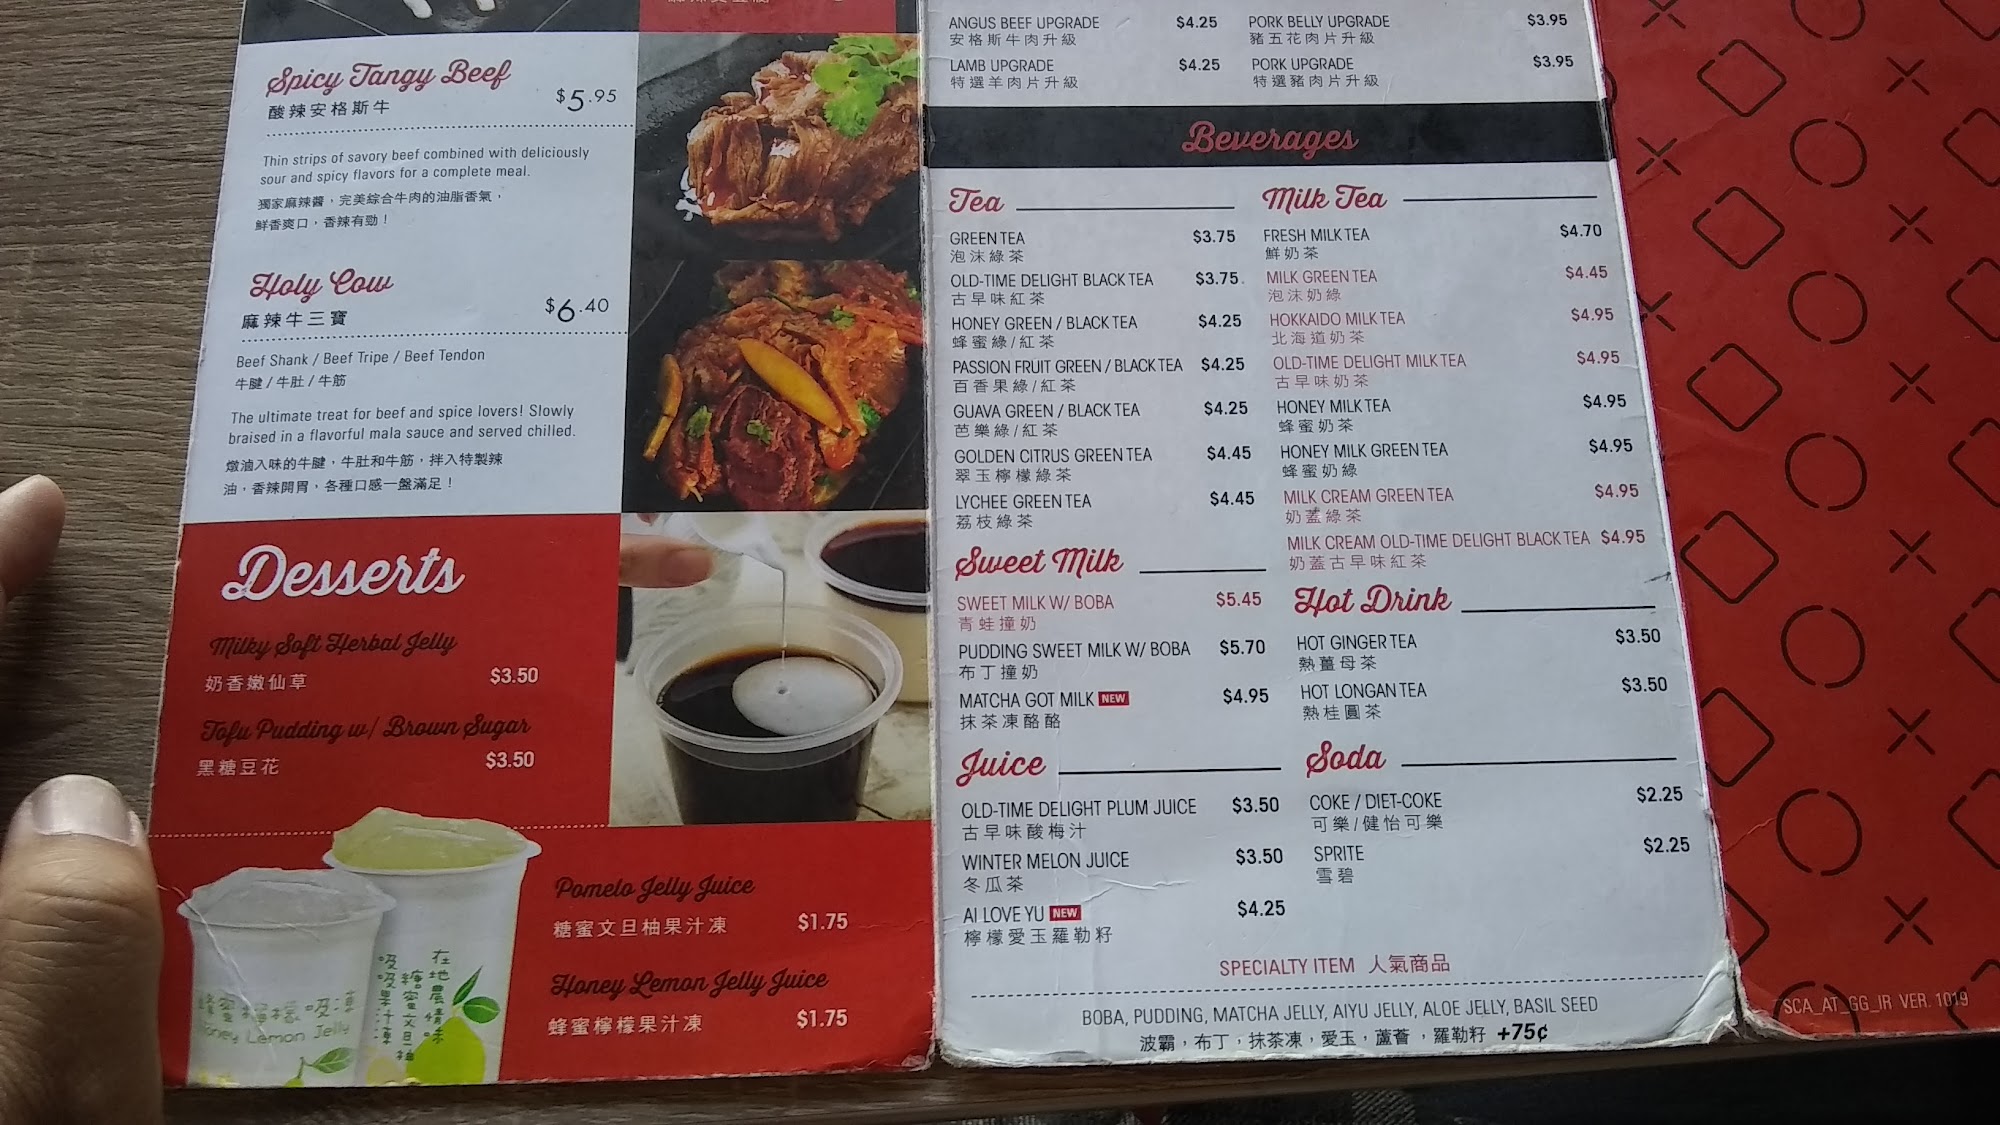 Spicy Tangy Beef
酸辣安格斯牛
$5.95
Thin strips of savory beef combined with deliciously
sour and spicy flavors for a complete meal.
獨家麻辣醬，完美綜合牛肉的油脂香氣，
鮮香爽口，香辣有勁！
Holy Cow
麻辣牛三寶
$6.40
Beef Shank / Beef Tripe / Beef Tendon
牛腱 / 牛肚 / 牛筋
The ultimate treat for beef and spice lovers! Slowly
braised in a flavorful mala sauce and served chilled.
燉滷入味的牛腱，牛肚和牛筋，拌入特製辣
油，香辣開胃，各種口感一盤滿足！
Desserts
Milky Soft Herbal Jelly
奶香嫩仙草 $3.50
Tofu Pudding w/ Brown Sugar
黑糖豆花 $3.50
Pomelo Jelly Juice
糖蜜文旦柚果汁凍 $1.75
Honey Lemon Jelly Juice
蜂蜜檸檬果汁凍 $1.75
Honey Lemon Jelly
在地農情味
糖蜜文旦柚
吸吸果汁凍
ANGUS BEEF UPGRADE $4.25
安格斯牛肉升級
PORK BELLY UPGRADE $3.95
豬五花肉片升級
LAMB UPGRADE $4.25
特選羊肉片升級
PORK UPGRADE $3.95
特選豬肉片升級
Beverages
Tea
GREEN TEA $3.75
泡沫綠茶
OLD-TIME DELIGHT BLACK TEA $3.75
古早味紅茶
HONEY GREEN / BLACK TEA $4.25
蜂蜜綠/紅茶
PASSION FRUIT GREEN / BLACK TEA $4.25
百香果綠/紅茶
GUAVA GREEN / BLACK TEA $4.25
芭樂綠/紅茶
GOLDEN CITRUS GREEN TEA $4.45
翠玉檸檬綠茶
LYCHEE GREEN TEA $4.45
荔枝綠茶
Sweet Milk
SWEET MILK W/ BOBA $5.45
青蛙撞奶
PUDDING SWEET MILK W/ BOBA $5.70
布丁撞奶
MATCHA GOT MILK NEW $4.95
抹茶凍酪酪
Juice
OLD-TIME DELIGHT PLUM JUICE $3.50
古早味酸梅汁
WINTER MELON JUICE $3.50
冬瓜茶
AI LOVE YU NEW $4.25
檸檬愛玉羅勒籽
Milk Tea
FRESH MILK TEA $4.70
鮮奶茶
MILK GREEN TEA $4.45
泡沫奶綠
HOKKAIDO MILK TEA $4.95
北海道奶茶
OLD-TIME DELIGHT MILK TEA $4.95
古早味奶茶
HONEY MILK TEA $4.95
蜂蜜奶茶
HONEY MILK GREEN TEA $4.95
蜂蜜奶綠
MILK CREAM GREEN TEA $4.95
奶蓋綠茶
MILK CREAM OLD-TIME DELIGHT BLACK TEA $4.95
奶蓋古早味紅茶
Hot Drink
HOT GINGER TEA $3.50
熱薑母茶
HOT LONGAN TEA $3.50
熱桂圓茶
Soda
COKE / DIET-COKE $2.25
可樂/健怡可樂
SPRITE $2.25
雪碧
SPECIALTY ITEM 人氣商品
BOBA, PUDDING, MATCHA JELLY, AIYU JELLY, ALOE JELLY, BASIL SEED
波霸，布丁，抹茶凍，愛玉，蘆薈，羅勒籽 +75¢
SCA_AT_GG_IR VER. 1019